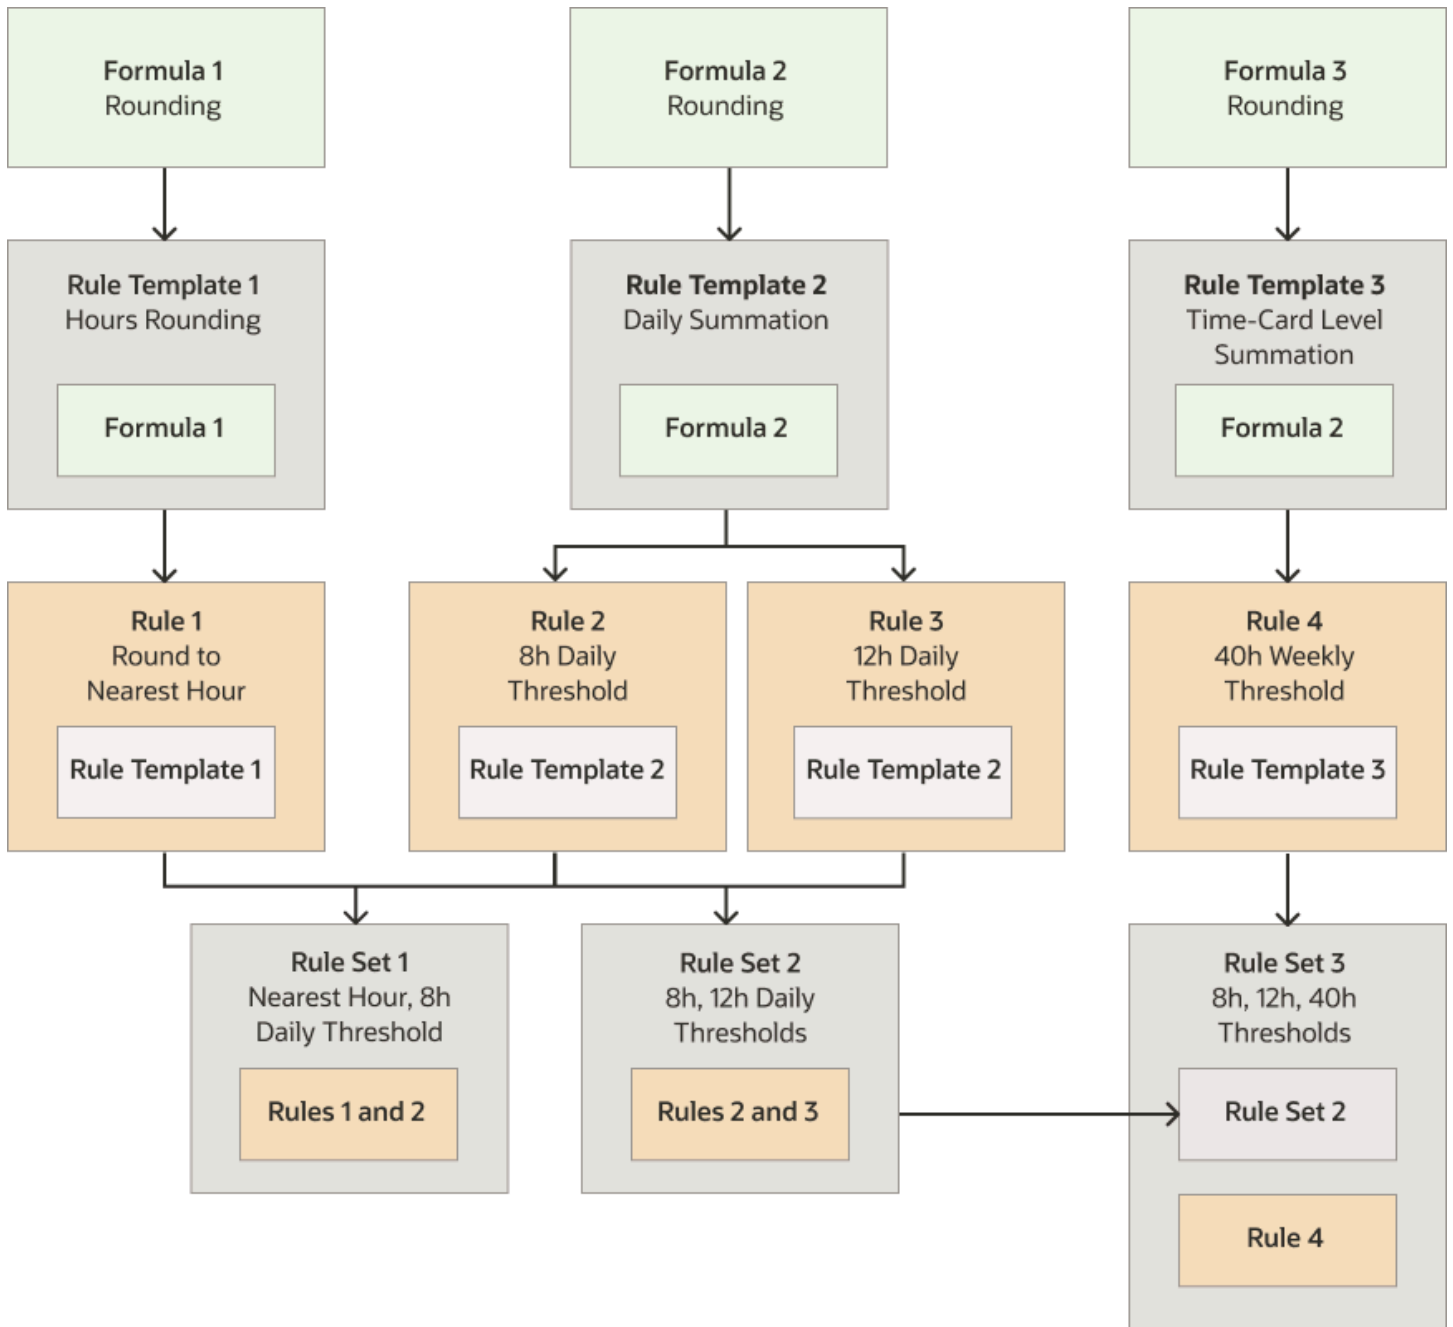 Formula 1
Rounding
Formula 2
Rounding
Formula 3
Rounding
Rule Template 1
Hours Rounding
Formula 1
Rule Template 2
Daily Summation
Formula 2
Rule Template 3
Time-Card Level
Summation
Formula 2
Rule 1
Round to
Nearest Hour
Rule Template 1
Rule 2
8h Daily
Threshold
Rule Template 2
Rule 3
12h Daily
Threshold
Rule Template 2
Rule 4
40h Weekly
Threshold
Rule Template 3
Rule Set 1
Nearest Hour, 8h
Daily Threshold
Rules 1 and 2
Rule Set 2
8h, 12h Daily
Thresholds
Rules 2 and 3
Rule Set 3
8h, 12h, 40h
Thresholds
Rule Set 2
Rule 4